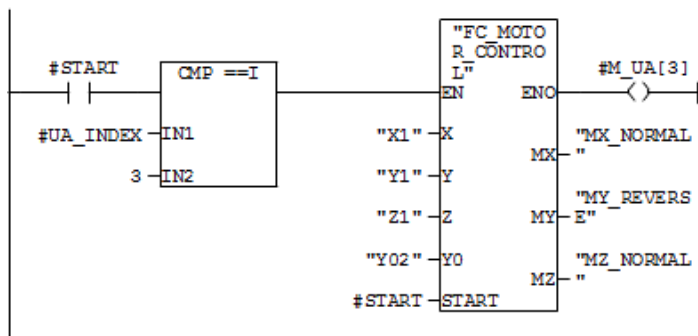 "FC_MOTO
R_CONTRO
L"
#START
CMP ==I
#M_UA[3]
EN ENO
#UA_INDEX IN1
"X1" X
"MX_NORMAL
MX "
3 IN2
"Y1" Y
"MY_REVERS
"Z1" Z
MY E"
"Y02" Y0
"MZ_NORMAL
MZ "
#START START